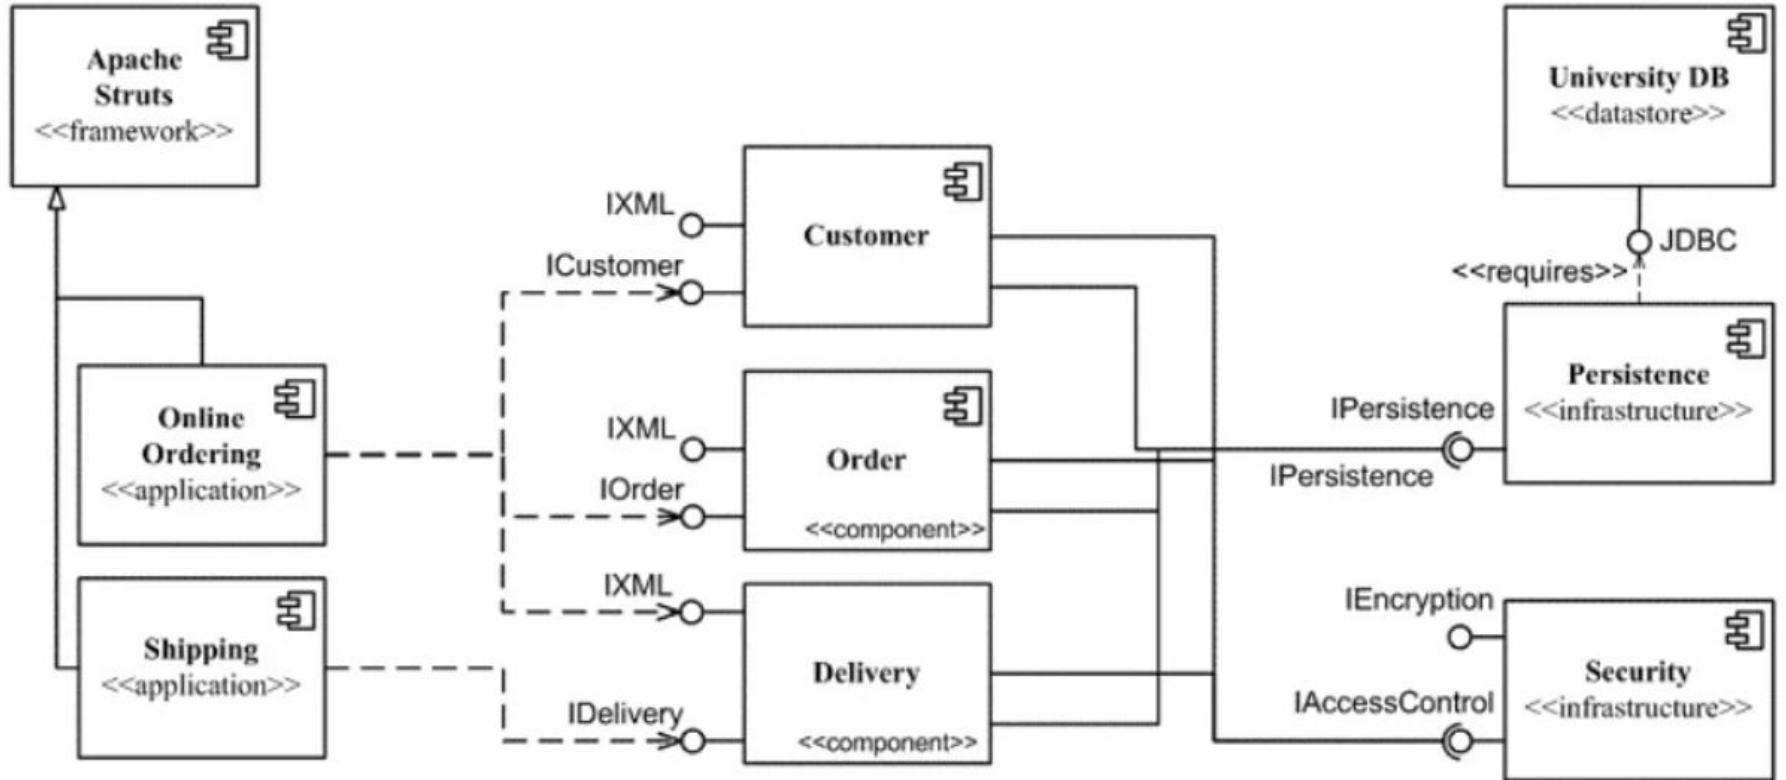 Apache
Struts
<<framework>>
Online
Ordering
<<application>>
Shipping
<<application>>
IXML
ICustomer
Customer
IXML
IOrder
Order
<<component>>
IXML
IDelivery
Delivery
<<component>>
University DB
<<datastore>>
JDBC
<<requires>>
Persistence
<<infrastructure>>
IPersistence
IPersistence
IEncryption
IAccessControl
Security
<<infrastructure>>